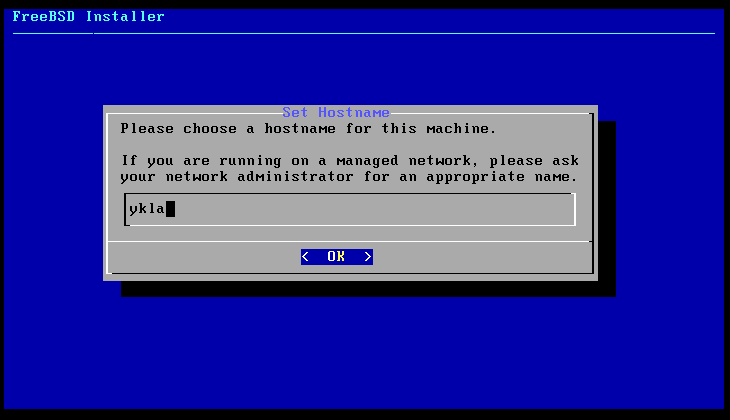 FreeBSD Installer
Set Hostname
Please choose a hostname for this machine.
If you are running on a managed network, please ask
your network administrator for an appropriate name.
ykla
< OK >